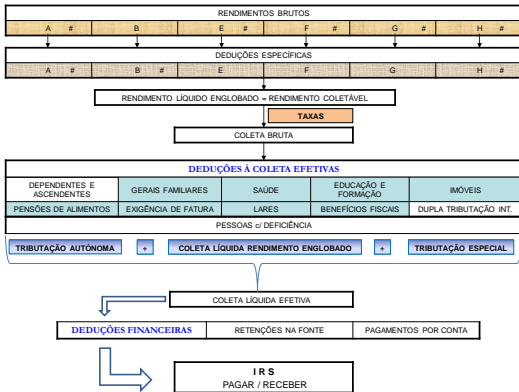 RENDIMENTOS BRUTOS
A # B E # F # G # H #
DEDUÇÕES ESPECÍFICAS
A # B # E F G H #
RENDIMENTO LÍQUIDO ENGLOBADO = RENDIMENTO COLETÁVEL
TAXAS
COLETA BRUTA
DEDUÇÕES À COLETA EFETIVAS
DEPENDENTES E ASCENDENTES GERAIS FAMILIARES SAÚDE EDUCAÇÃO E FORMAÇÃO IMÓVEIS
PENSÕES DE ALIMENTOS EXIGÊNCIA DE FATURA LARES BENEFÍCIOS FISCAIS DUPLA TRIBUTAÇÃO INT.
PESSOAS c/ DEFICIÊNCIA
TRIBUTAÇÃO AUTÓNOMA + COLETA LÍQUIDA RENDIMENTO ENGLOBADO + TRIBUTAÇÃO ESPECIAL
COLETA LÍQUIDA EFETIVA
DEDUÇÕES FINANCEIRAS RETENÇÕES NA FONTE PAGAMENTOS POR CONTA
I R S
PAGAR / RECEBER